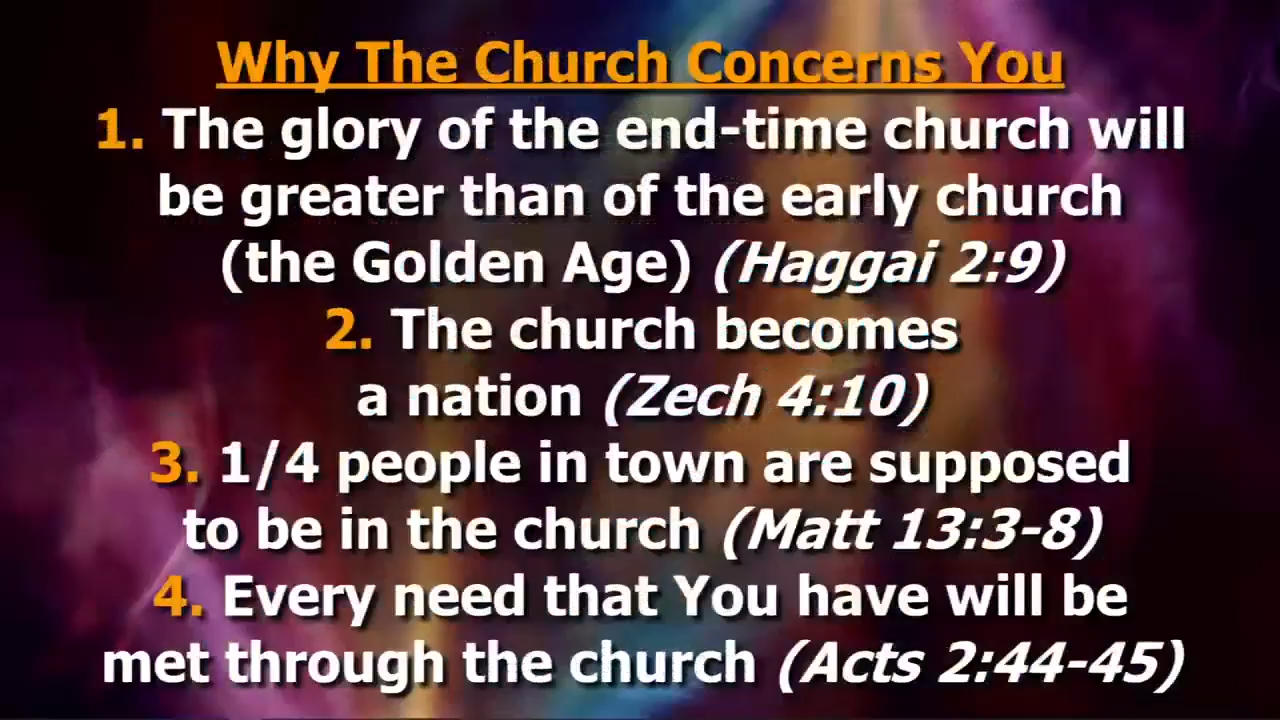 Why The Church Concerns You
1. The glory of the end-time church will
be greater than of the early church
(the Golden Age) (Haggai 2:9)
2. The church becomes
a nation (Zech 4:10)
3. 1/4 people in town are supposed
to be in the church (Matt 13:3-8)
4. Every need that You have will be
met through the church (Acts 2:44-45)